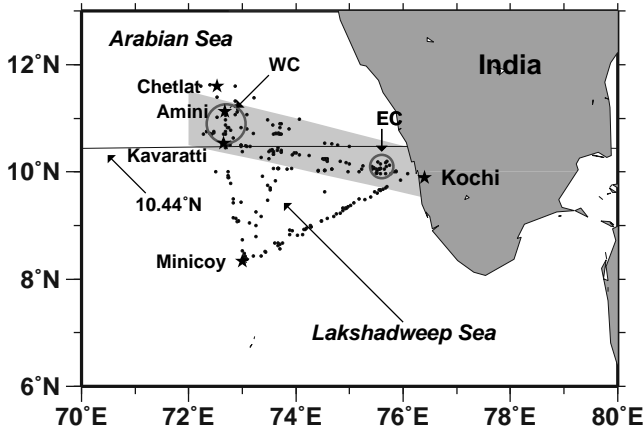 Arabian Sea
India
12˚N
WC
Chetlat
Amini
EC
Kavaratti
10˚N
Kochi
10.44˚N
Minicoy
8˚N
Lakshadweep Sea
6˚N
70˚E
72˚E
74˚E
76˚E
78˚E
80˚E